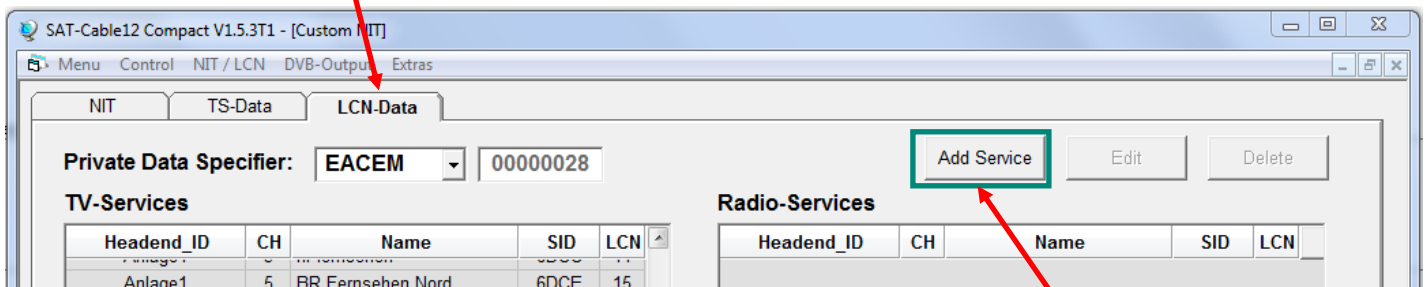 SAT-Cable12 Compact V1.5.3T1 - [Custom NIT]
Menu Control NIT / LCN DVB-Output Extras
NIT TS-Data LCN-Data
Private Data Specifier: EACEM 00000028 Add Service Edit Delete
TV-Services Radio-Services
Headend_ID CH Name SID LCN Headend_ID CH Name SID LCN
Anlage1 5 BR Fernsehen Nord 6DCE 15